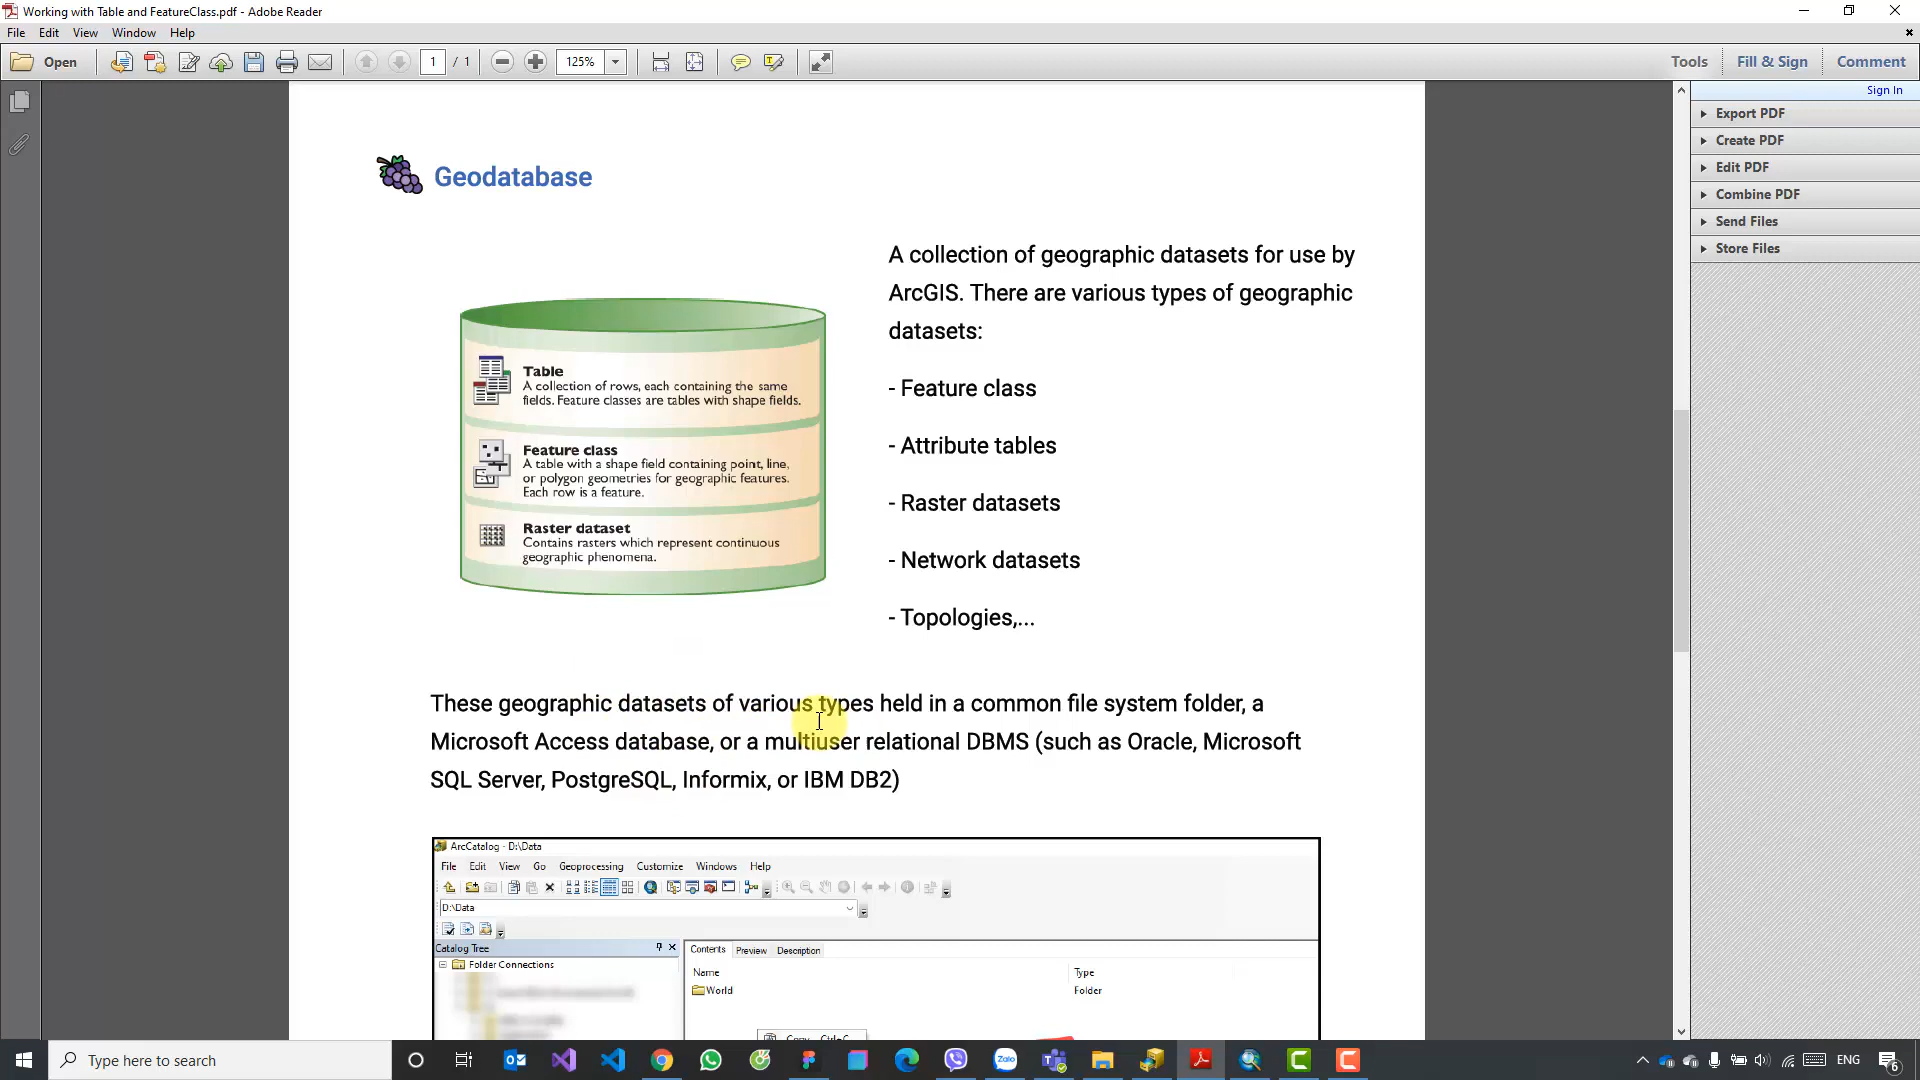 Working with Table and FeatureClass.pdf - Adobe Reader
File Edit View Window Help
Open 1 / 1 125% Tools Fill & Sign Comment
Sign In
Export PDF
Create PDF
Edit PDF
Combine PDF
Send Files
Store Files
Geodatabase
Table
A collection of rows, each containing the same
fields. Feature classes are tables with shape fields.
Feature class
A table with a shape field containing point, line,
or polygon geometries for geographic features.
Each row is a feature.
Raster dataset
Contains rasters which represent continuous
geographic phenomena.
A collection of geographic datasets for use by
ArcGIS. There are various types of geographic
datasets:
- Feature class
- Attribute tables
- Raster datasets
- Network datasets
- Topologies,...
These geographic datasets of various types held in a common file system folder, a
Microsoft Access database, or a multiuser relational DBMS (such as Oracle, Microsoft
SQL Server, PostgreSQL, Informix, or IBM DB2)
ArcCatalog - D:\Data
File Edit View Go Geoprocessing Customize Windows Help
D:\Data
Catalog Tree
Folder Connections
Contents Preview Description
Name Type
World Folder
Copy Ctrl+C
Type here to search
Zalo
ENG
6